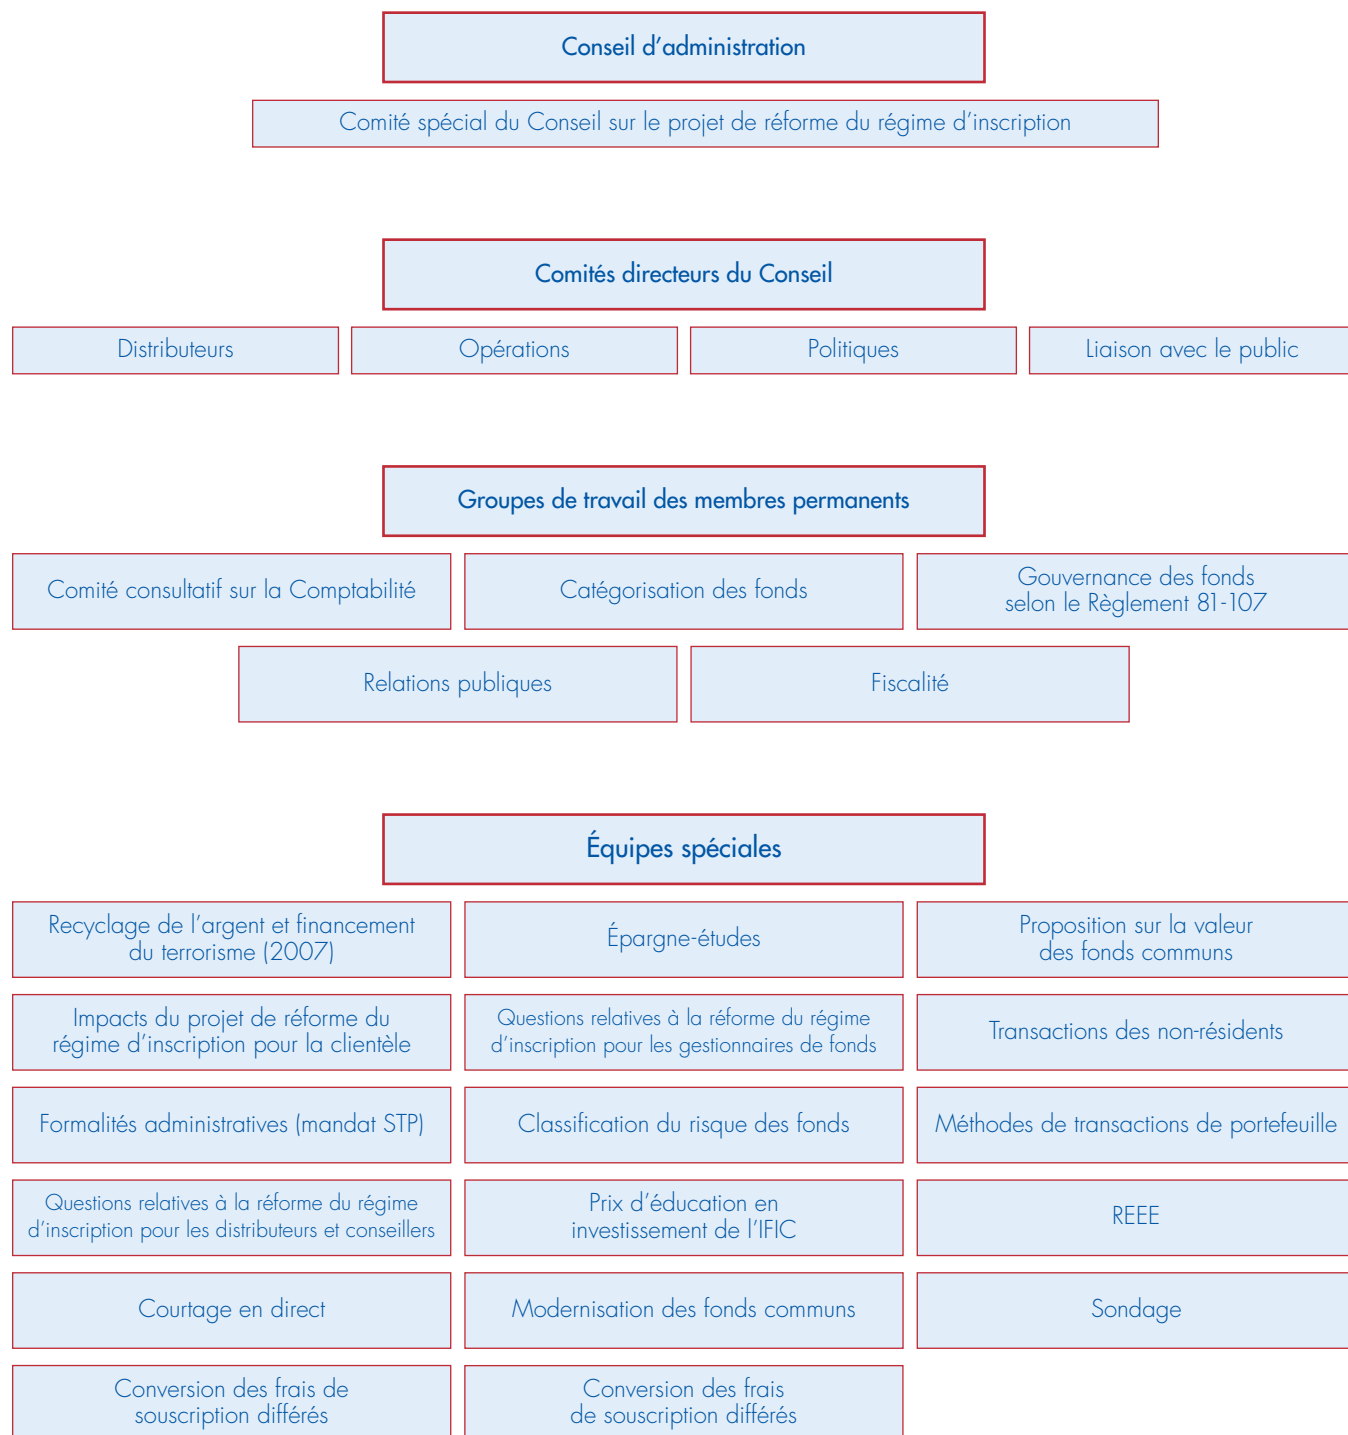 Conseil d'administration
Comité spécial du Conseil sur le projet de réforme du régime d'inscription
Comités directeurs du Conseil
Distributeurs
Opérations
Politiques
Liaison avec le public
Groupes de travail des membres permanents
Comité consultatif sur la Comptabilité
Catégorisation des fonds
Gouvernance des fonds
selon le Règlement 81-107
Relations publiques
Fiscalité
Équipes spéciales
Recyclage de l'argent et financement
du terrorisme (2007)
Épargne-études
Proposition sur la valeur
des fonds communs
Impacts du projet de réforme du
régime d'inscription pour la clientèle
Questions relatives à la réforme du régime
d'inscription pour les gestionnaires de fonds
Transactions des non-résidents
Formalités administratives (mandat STP)
Classification du risque des fonds
Méthodes de transactions de portefeuille
Questions relatives à la réforme du régime
d'inscription pour les distributeurs et conseillers
Prix d'éducation en
investissement de l'IFIC
REEE
Courtage en direct
Modernisation des fonds communs
Sondage
Conversion des frais de
souscription différés
Conversion des frais
de souscription différés